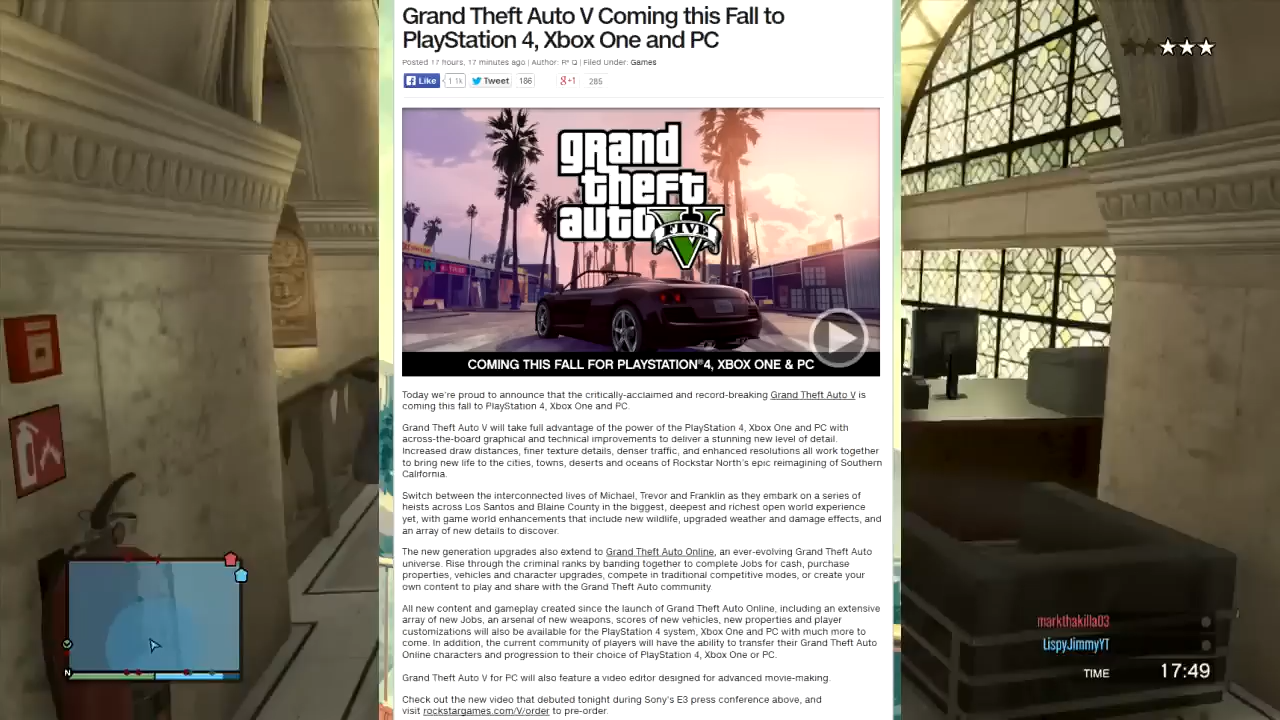 Grand Theft Auto V Coming this Fall to
PlayStation 4, Xbox One and PC
Posted 17 hours, 17 minutes ago | Author: R* Q | Filed Under: Games
Like 1.1k Tweet 186 g+1 285
grand
theft
auto V
FIVE
COMING THIS FALL FOR PLAYSTATION®4, XBOX ONE & PC
Today we're proud to announce that the critically-acclaimed and record-breaking Grand Theft Auto V is
coming this fall to PlayStation 4, Xbox One and PC.
Grand Theft Auto V will take full advantage of the power of the PlayStation 4, Xbox One and PC with
across-the-board graphical and technical improvements to deliver a stunning new level of detail.
Increased draw distances, finer texture details, denser traffic, and enhanced resolutions all work together
to bring new life to the cities, towns, deserts and oceans of Rockstar North's epic reimagining of Southern
California.
Switch between the interconnected lives of Michael, Trevor and Franklin as they embark on a series of
heists across Los Santos and Blaine County in the biggest, deepest and richest open world experience
yet, with game world enhancements that include new wildlife, upgraded weather and damage effects, and
an array of new details to discover.
The new generation upgrades also extend to Grand Theft Auto Online, an ever-evolving Grand Theft Auto
universe. Rise through the criminal ranks by banding together to complete Jobs for cash, purchase
properties, vehicles and character upgrades, compete in traditional competitive modes, or create your
own content to play and share with the Grand Theft Auto community.
All new content and gameplay created since the launch of Grand Theft Auto Online, including an extensive
array of new Jobs, an arsenal of new weapons, scores of new vehicles, new properties and player
customizations will also be available for the PlayStation 4 system, Xbox One and PC with much more to
come. In addition, the current community of players will have the ability to transfer their Grand Theft Auto
Online characters and progression to their choice of PlayStation 4, Xbox One or PC.
Grand Theft Auto V for PC will also feature a video editor designed for advanced movie-making.
Check out the new video that debuted tonight during Sony's E3 press conference above, and
visit rockstargames.com/V/order to pre-order.
N
markthakilla03
LispyJimmyYT
TIME 17:49